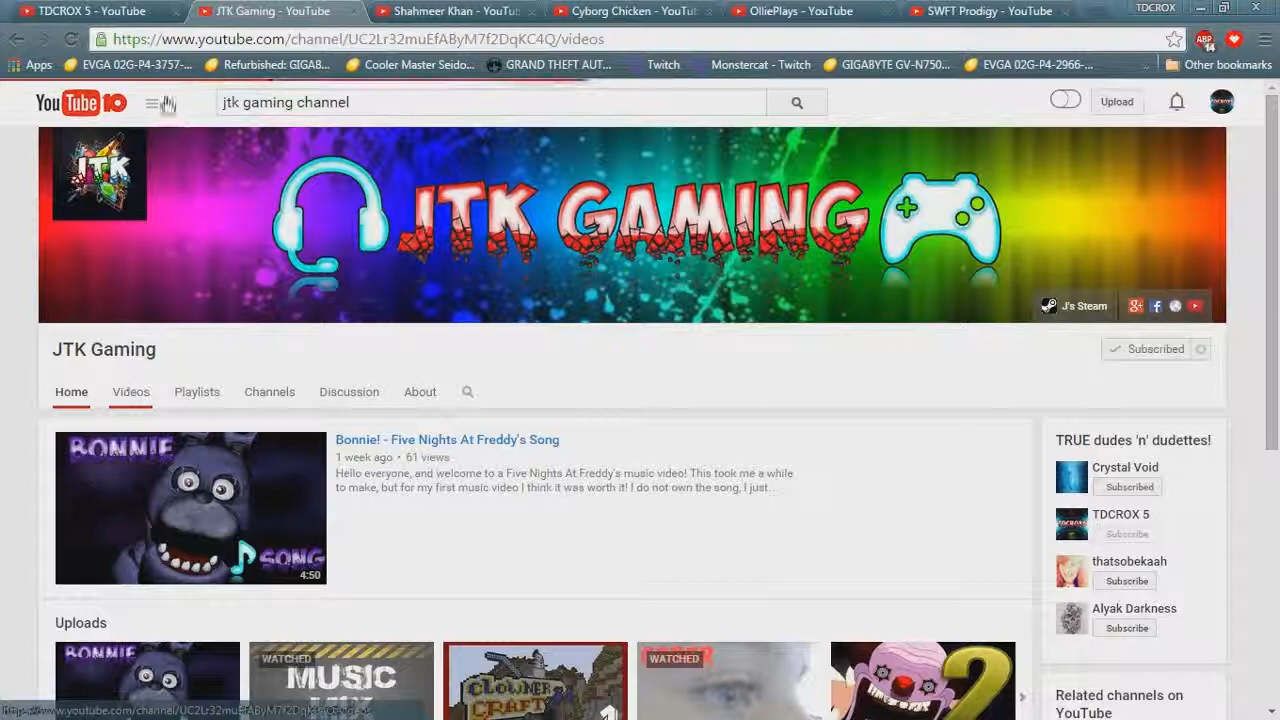 TDCROX 5 - YouTube
JTK Gaming - YouTube
Shahmeer Khan - YouTu
Cyborg Chicken - YouTu
OlliePlays - YouTube
SWFT Prodigy - YouTube
TDCROX
https://www.youtube.com/channel/UC2Lr32muEfAByM7f2DqKC4Q/videos
ABP
14
Apps
EVGA 02G-P4-3757-...
Refurbished: GIGAB...
Cooler Master Seido...
GRAND THEFT AUT...
Twitch
Monstercat - Twitch
GIGABYTE GV-N750...
EVGA 02G-P4-2966-...
Other bookmarks
YouTube 10
jtk gaming channel
Upload
JTK
JTK GAMING
J's Steam
JTK Gaming
Subscribed
Home
Videos
Playlists
Channels
Discussion
About
BONNIE
SONG
4:50
Bonnie! - Five Nights At Freddy's Song
1 week ago • 61 views
Hello everyone, and welcome to a Five Nights At Freddy's music video! This took me a while
to make, but for my first music video I think it was worth it! I do not own the song, I just...
TRUE dudes 'n' dudettes!
Crystal Void
Subscribed
TDCROX 5
Subscribe
thatsobekaah
Subscribe
Alyak Darkness
Subscribe
Uploads
BONNIE
WATCHED
MUSIC
CLOWNER
CRAFT
WATCHED
2
Related channels on
YouTube